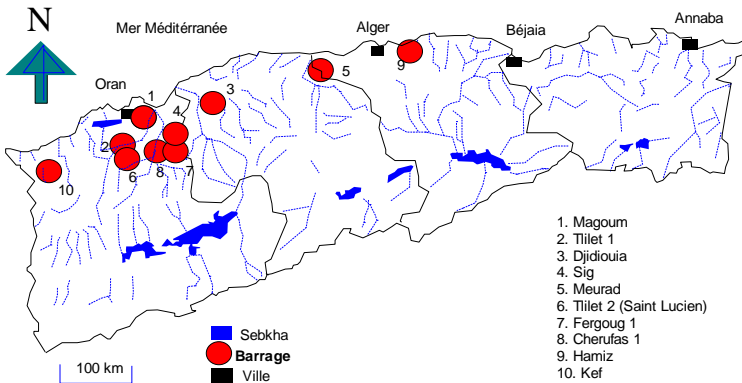 N
Mer Méditérranée
Alger
Béjaia
Annaba
Oran
1
2
3
4
5
6
7
8
9
10
1. Magoum
2. Tlilet 1
3. Djidiouia
4. Sig
5. Meurad
6. Tlilet 2 (Saint Lucien)
7. Fergoug 1
8. Cherufas 1
9. Hamiz
10. Kef
Sebkha
Barrage
Ville
100 km